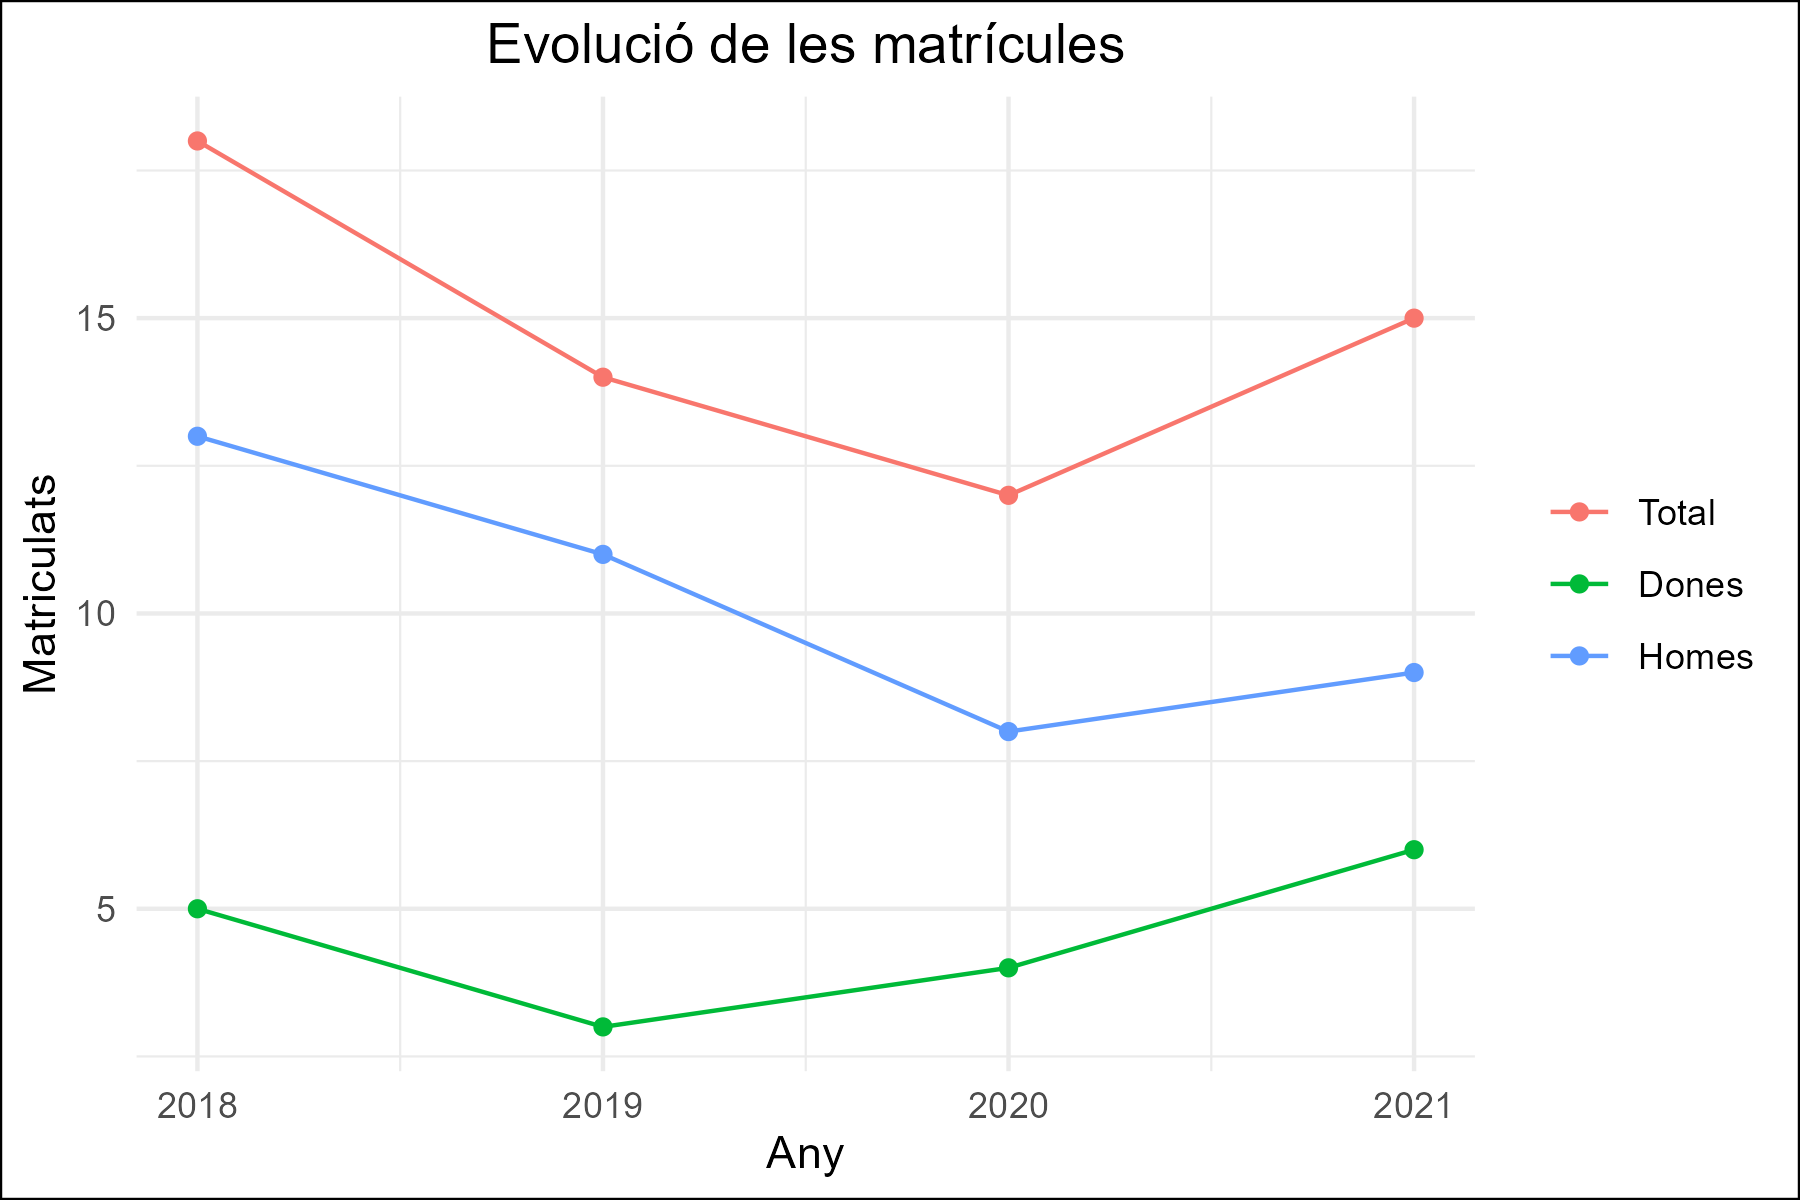 Evolució de les matrícules
Matriculats
15
10
5
2018
2019
2020
2021
Any
Total
Dones
Homes